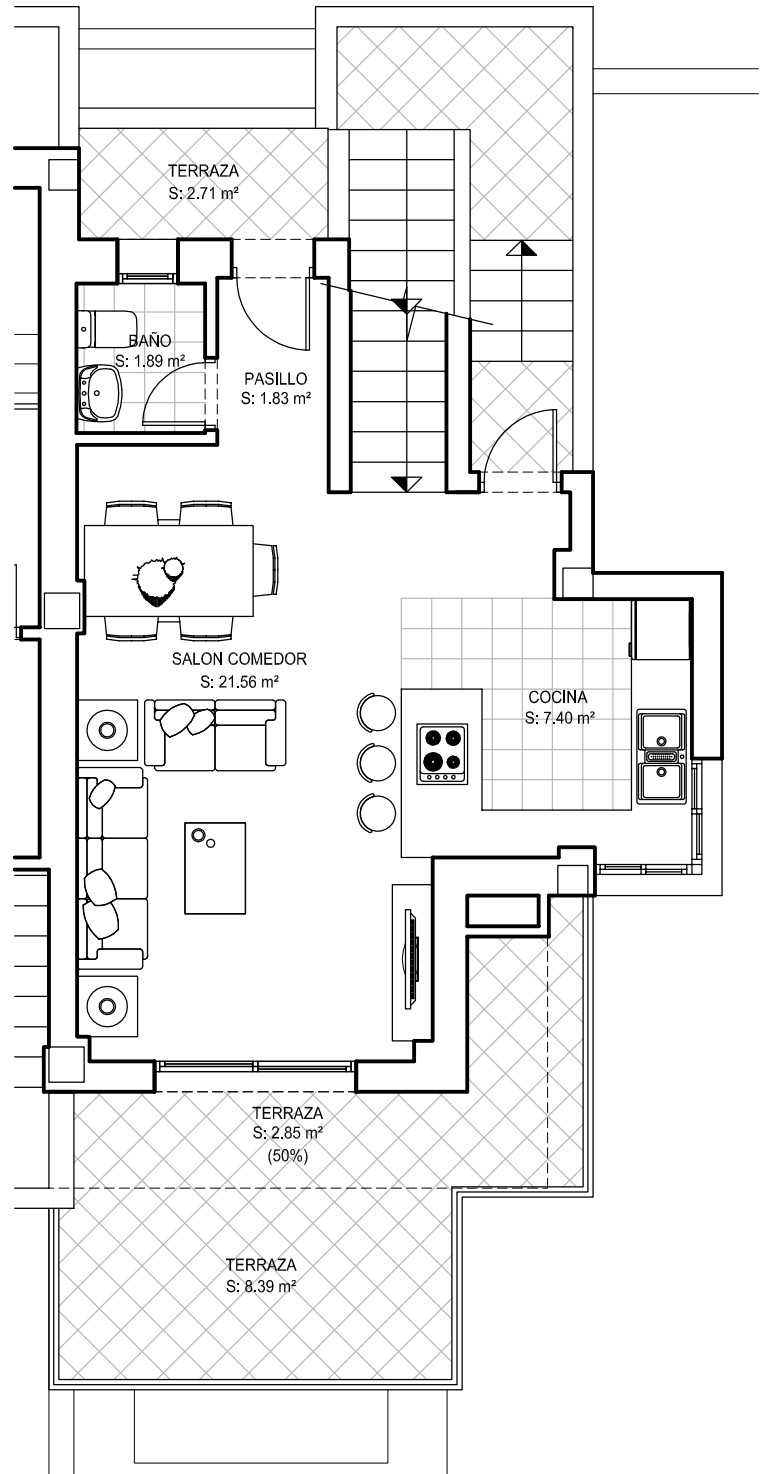 TERRAZA
S: 2.71 m²
BAÑO
S: 1.89 m²
PASILLO
S: 1.83 m²
SALON COMEDOR
S: 21.56 m²
COCINA
S: 7.40 m²
TERRAZA
S: 2.85 m²
(50%)
TERRAZA
S: 8.39 m²